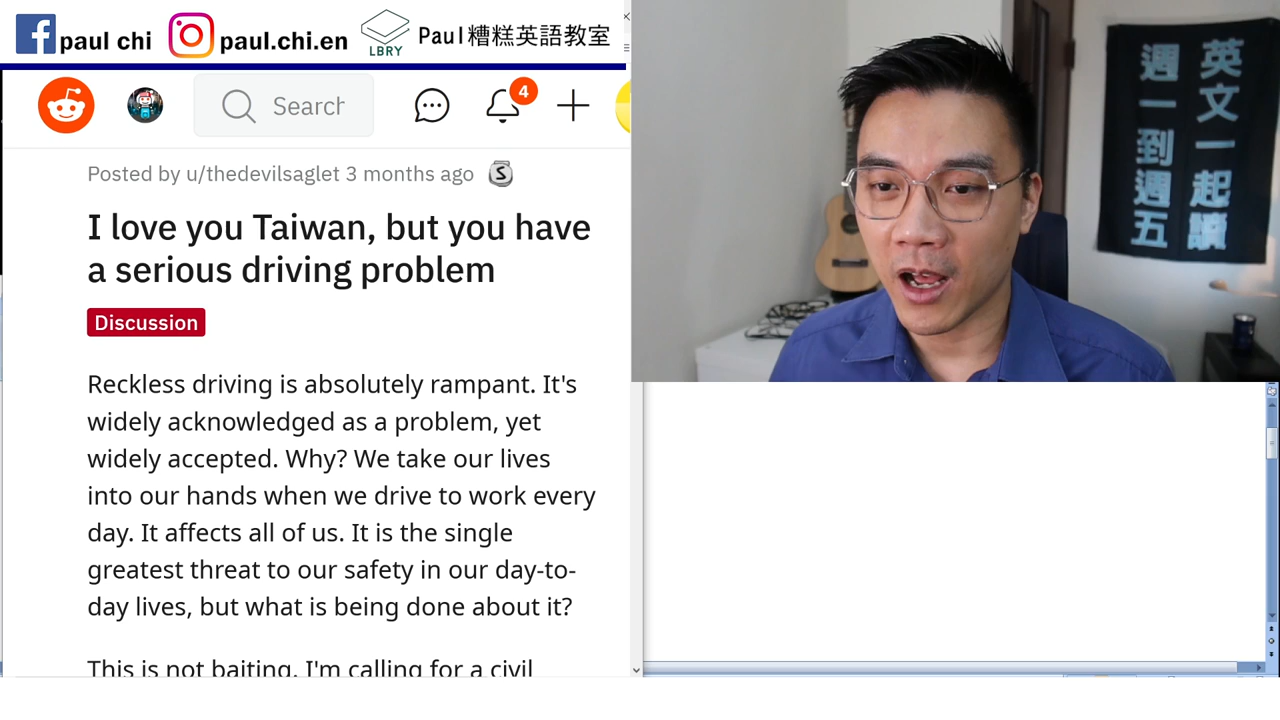 paul chi
paul.chi.en
LBRY
Paul糟糕英語教室
Search
4
Posted by u/thedevilsaglet 3 months ago
S
I love you Taiwan, but you have
a serious driving problem
Discussion
Reckless driving is absolutely rampant. It's
widely acknowledged as a problem, yet
widely accepted. Why? We take our lives
into our hands when we drive to work every
day. It affects all of us. It is the single
greatest threat to our safety in our day-to-
day lives, but what is being done about it?
This is not baiting. I'm calling for a civil
英文一起讀
週一到週五